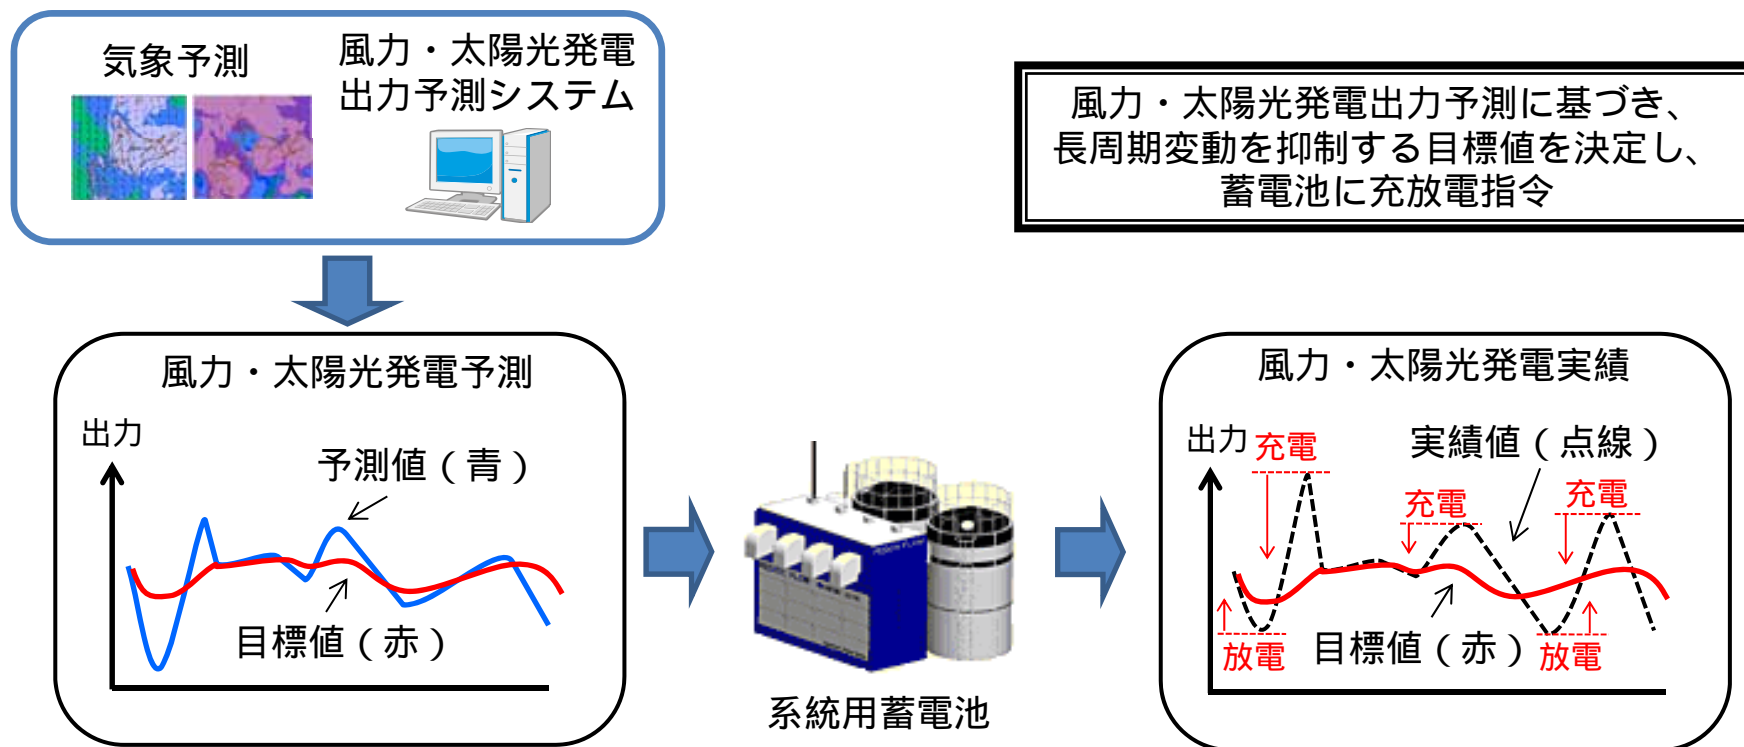 気象予測
風力・太陽光発電
出力予測システム
風力・太陽光発電出力予測に基づき、
長周期変動を抑制する目標値を決定し、
蓄電池に充放電指令
風力・太陽光発電予測
出力
予測値（青）
目標値（赤）
系統用蓄電池
風力・太陽光発電実績
出力
充電
実績値（点線）
充電
充電
放電
目標値（赤）
放電